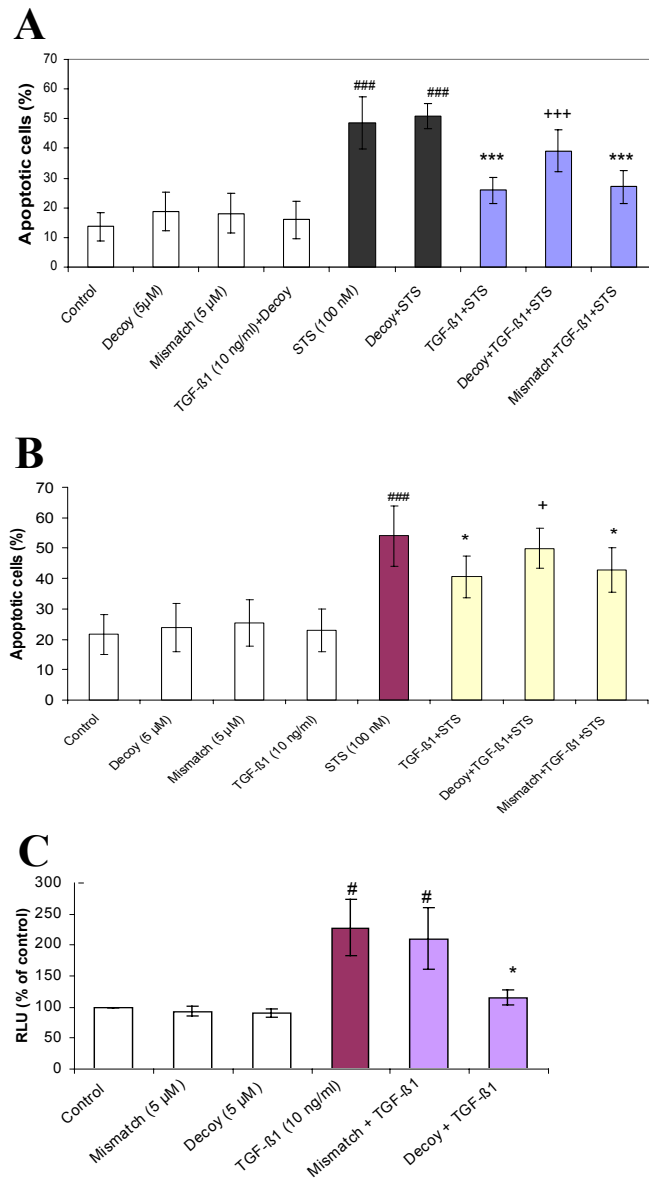 A
Apoptotic cells (%)
70
60
50
40
30
20
10
0
###
###
***
+++
***
Control
Decoy (5µM)
Mismatch (5 µM)
TGF-ß1 (10 ng/ml)+Decoy
STS (100 nM)
Decoy+STS
TGF-ß1+STS
Decoy+TGF-ß1+STS
Mismatch+TGF-ß1+STS
B
Apoptotic cells (%)
70
60
50
40
30
20
10
0
###
*
+
*
Control
Decoy (5 µM)
Mismatch (5 µM)
TGF-ß1 (10 ng/ml)
STS (100 nM)
TGF-ß1+STS
Decoy+TGF-ß1+STS
Mismatch+TGF-ß1+STS
C
RLU (% of control)
300
250
200
150
100
50
0
#
#
*
Control
Mismatch (5 µM)
Decoy (5 µM)
TGF-ß1 (10 ng/ml)
Mismatch + TGF-ß1
Decoy + TGF-ß1